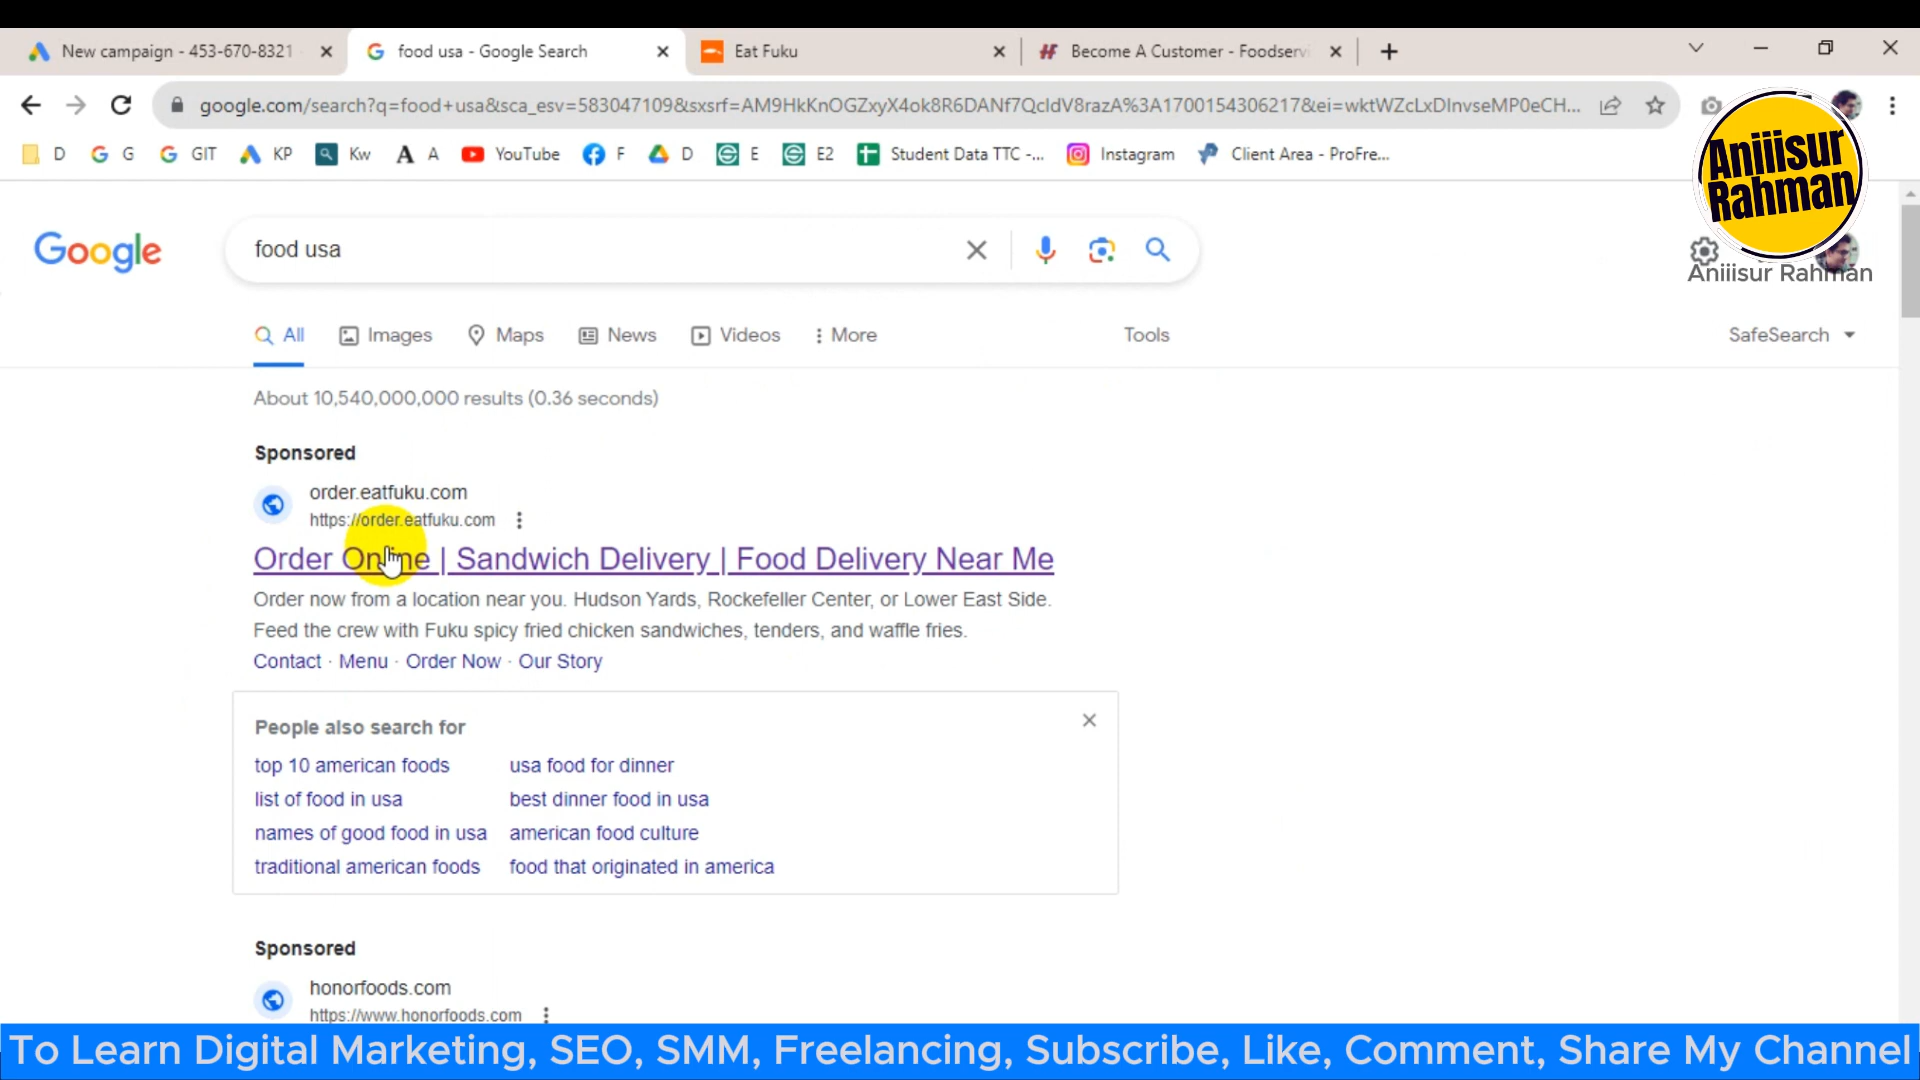 New campaign - 453-670-8321
food usa - Google Search
Eat Fuku
Become A Customer - Foodservi
google.com/search?q=food+usa&sca_esv=583047109&sxsrf=AM9HkKnOGZxyX4ok8R6DANf7QcIdV8razA%3A1700154306217&ei=wktWZcLxDInvseMP0eCH...
D
G
GIT
KP
Kw
A
YouTube
F
D
E
E2
Student Data TTC -...
Instagram
Client Area - ProFre...
Aniiisur
Rahman
Aniiisur Rahman
Google
food usa
All
Images
Maps
News
Videos
More
Tools
SafeSearch
About 10,540,000,000 results (0.36 seconds)
Sponsored
order.eatfuku.com
https://order.eatfuku.com
Order Online | Sandwich Delivery | Food Delivery Near Me
Order now from a location near you. Hudson Yards, Rockefeller Center, or Lower East Side.
Feed the crew with Fuku spicy fried chicken sandwiches, tenders, and waffle fries.
Contact · Menu · Order Now · Our Story
People also search for
top 10 american foods
usa food for dinner
list of food in usa
best dinner food in usa
names of good food in usa
american food culture
traditional american foods
food that originated in america
Sponsored
honorfoods.com
https://www.honorfoods.com
To Learn Digital Marketing, SEO, SMM, Freelancing, Subscribe, Like, Comment, Share My Channel